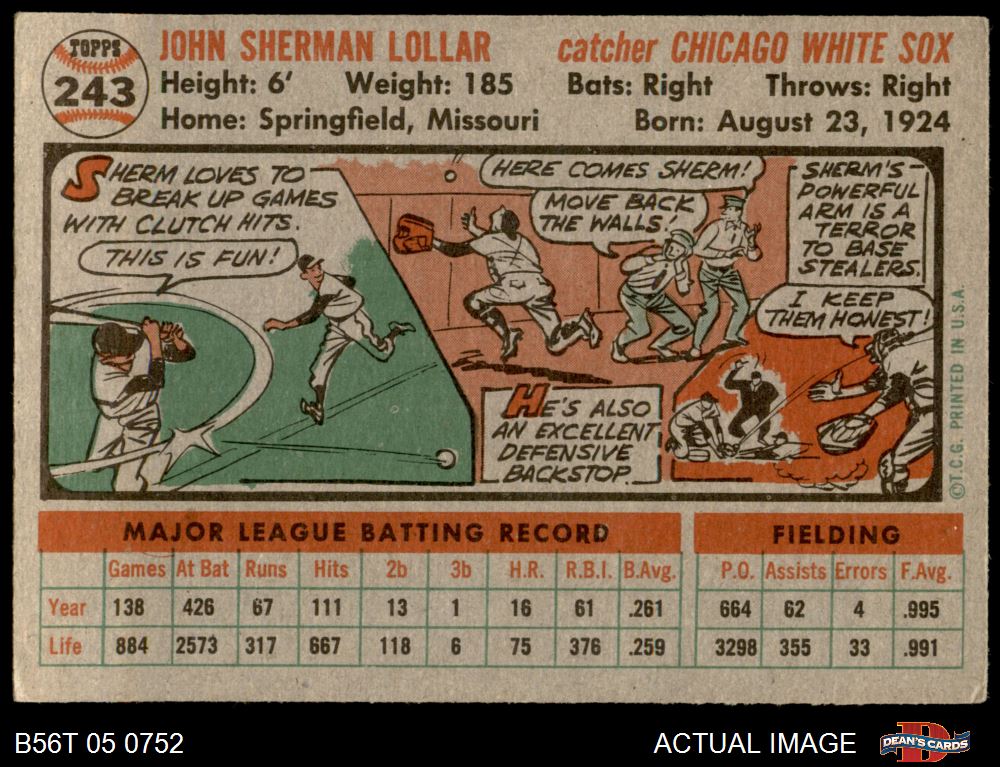 TOPPS
243
JOHN SHERMAN LOLLAR
catcher CHICAGO WHITE SOX
Height: 6' Weight: 185 Bats: Right Throws: Right
Home: Springfield, Missouri Born: August 23, 1924
SHERM LOVES TO
BREAK UP GAMES
WITH CLUTCH HITS.
THIS IS FUN!
HERE COMES SHERM!
MOVE BACK
THE WALLS!
HE'S ALSO
AN EXCELLENT
DEFENSIVE
BACKSTOP.
SHERM'S
POWERFUL
ARM IS A
TERROR
TO BASE
STEALERS.
I KEEP
THEM HONEST!
©T.C.G. PRINTED IN U.S.A.
MAJOR LEAGUE BATTING RECORD FIELDING
Games At Bat Runs Hits 2b 3b H.R. R.B.I. B.Avg. P.O. Assists Errors F.Avg.
Year 138 426 67 111 13 1 16 61 .261 664 62 4 .995
Life 884 2573 317 667 118 6 75 376 .259 3298 355 33 .991
B56T 05 0752
ACTUAL IMAGE
DEAN'S CARDS